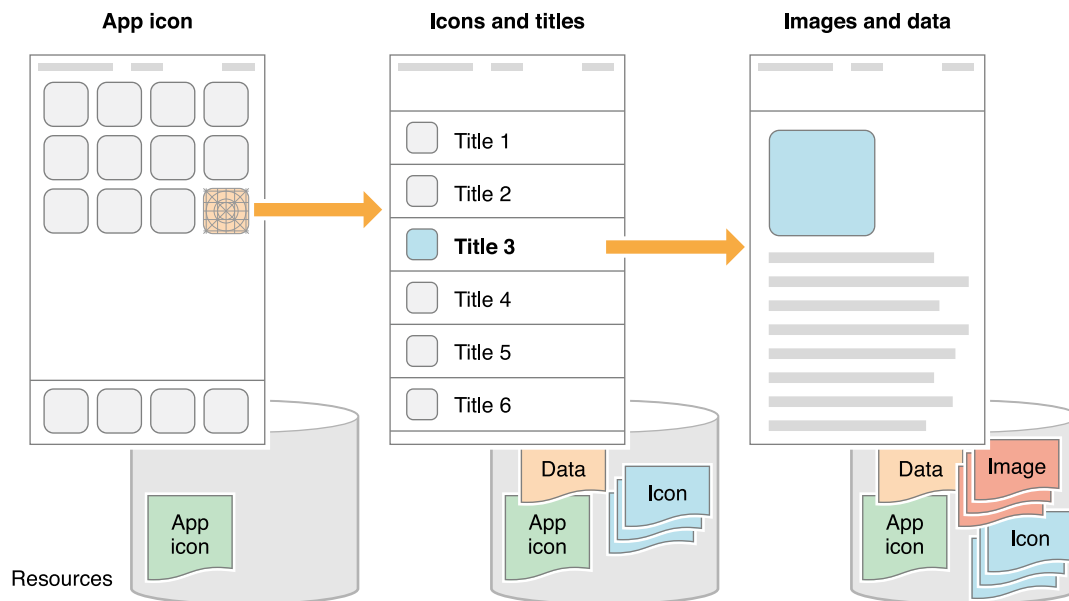 App icon
Icons and titles
Images and data
Title 1
Title 2
Title 3
Title 4
Title 5
Title 6
Resources
App
icon
Data
App
icon
Icon
Data
Image
App
icon
Icon